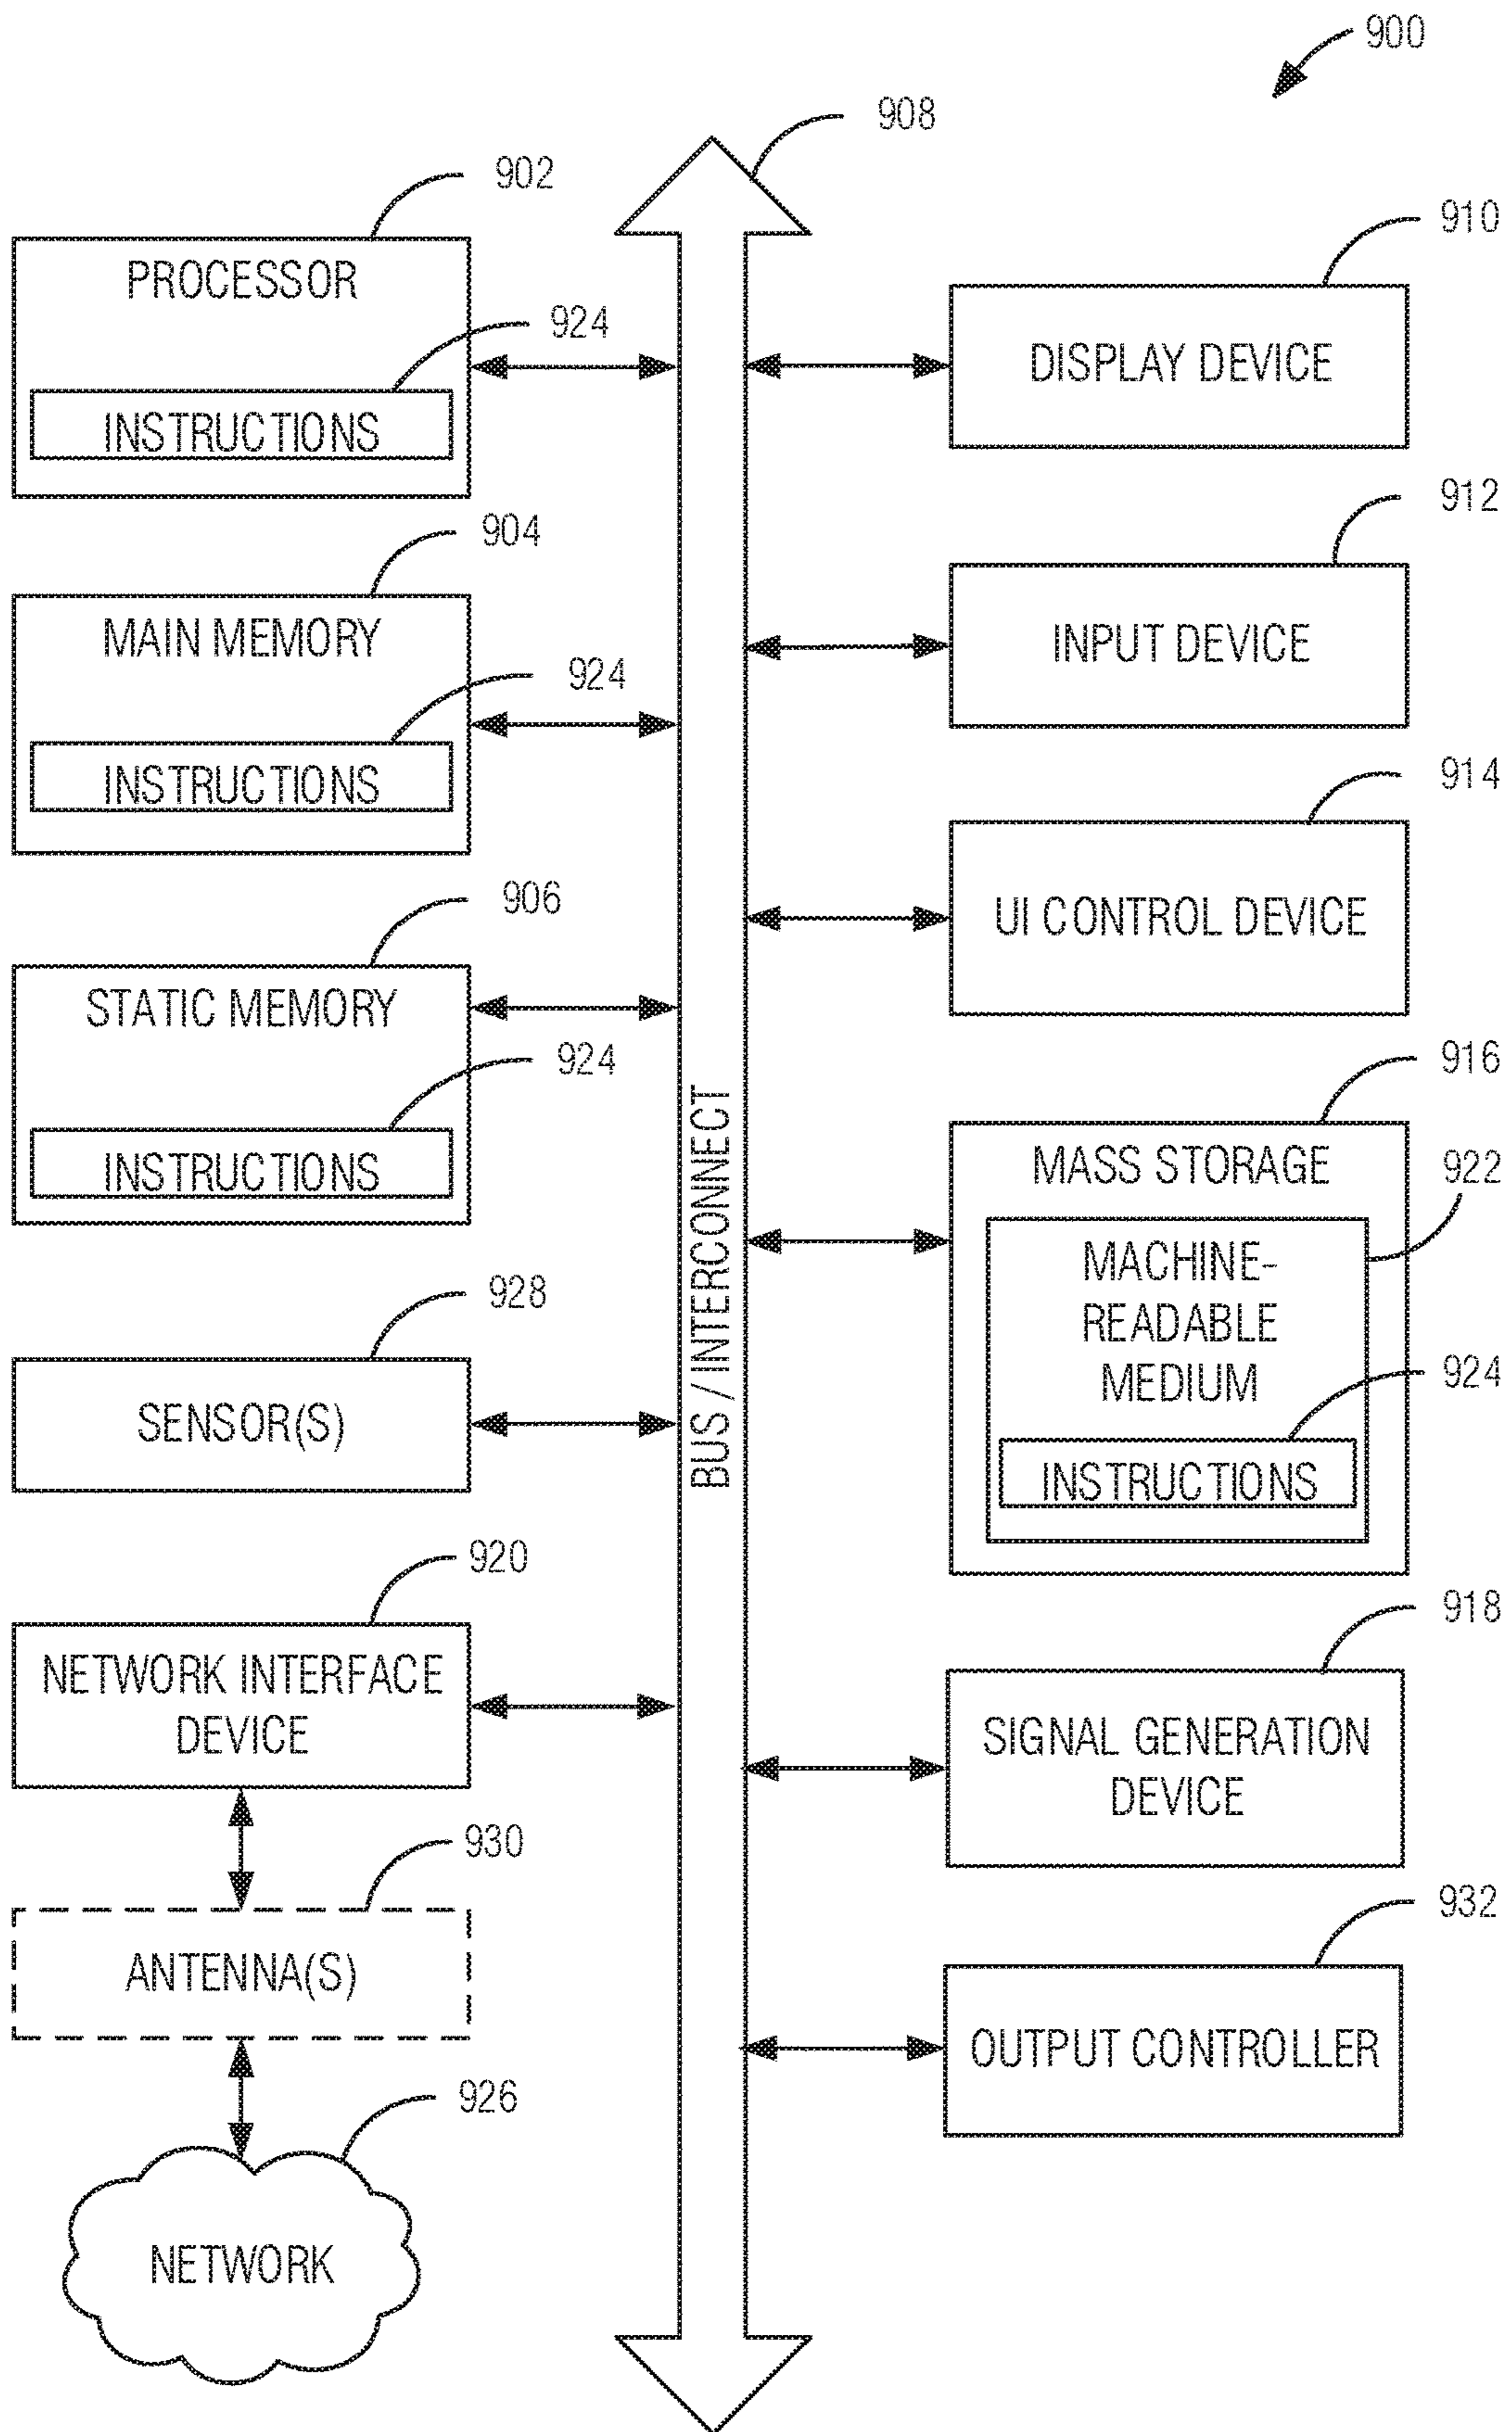 900
908
902
PROCESSOR
924
INSTRUCTIONS
904
MAIN MEMORY
924
INSTRUCTIONS
906
STATIC MEMORY
924
INSTRUCTIONS
928
SENSOR(S)
920
NETWORK INTERFACE
DEVICE
930
ANTENNA(S)
926
NETWORK
BUS / INTERCONNECT
910
DISPLAY DEVICE
912
INPUT DEVICE
914
UI CONTROL DEVICE
916
MASS STORAGE
922
MACHINE-
READABLE
MEDIUM
924
INSTRUCTIONS
918
SIGNAL GENERATION
DEVICE
932
OUTPUT CONTROLLER